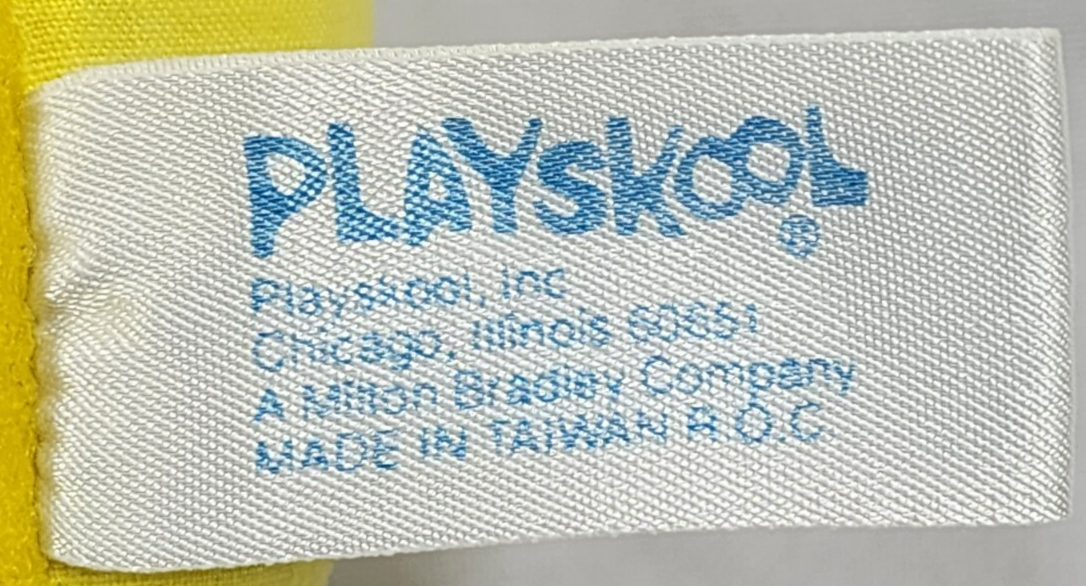 PLAYSKOOL ®
Playskool, Inc
Chicago, Illinois 60651
A Milton Bradley Company
MADE IN TAIWAN R.O.C.